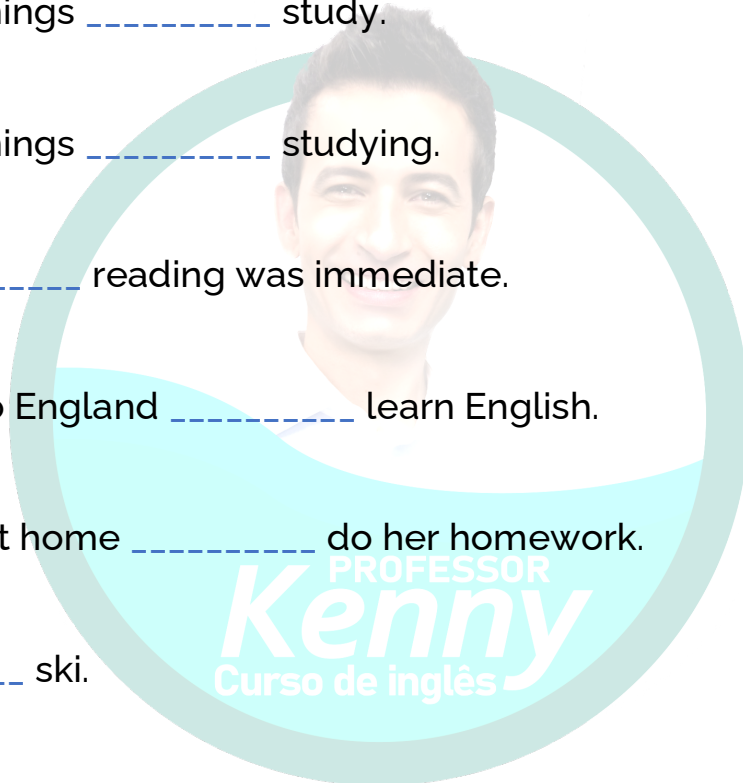 ings __________ study.
ings __________ studying.
_____ reading was immediate.
England __________ learn English.
t home __________ do her homework.
PROFESSOR
Kenny
Curso de inglês
__ ski.